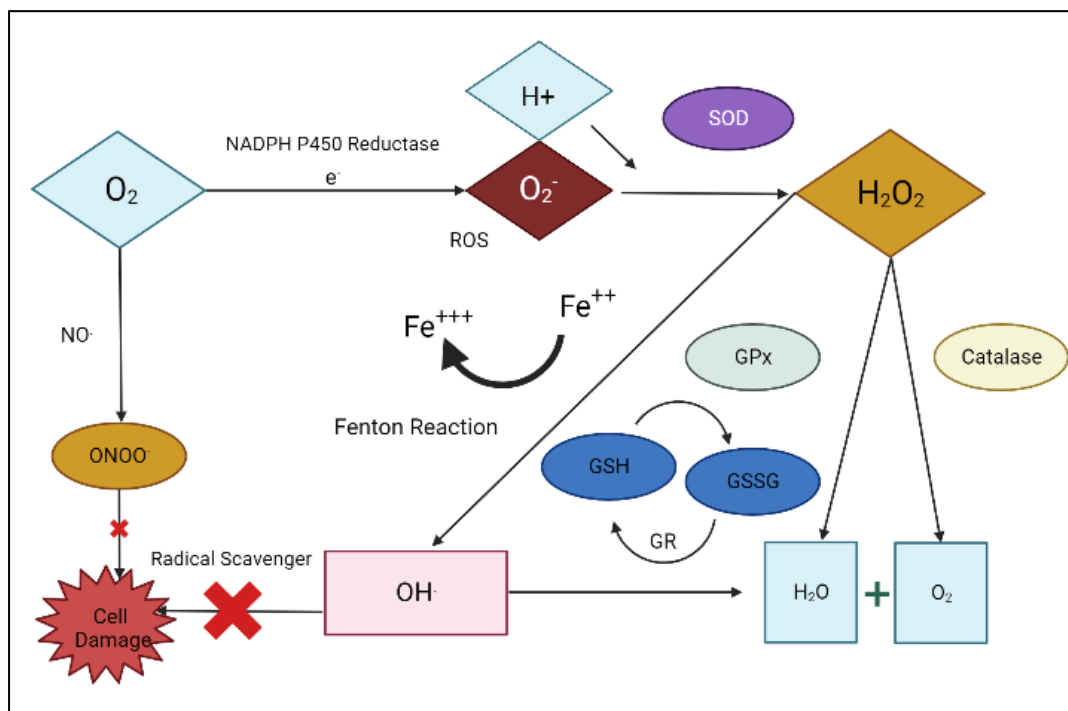 H+
SOD
NADPH P450 Reductase
O₂
e⁻
O₂⁻
H₂O₂
ROS
Fe⁺⁺
Fe⁺⁺⁺
NO·
GPx
Catalase
Fenton Reaction
ONOO⁻
GSH
GSSG
GR
Radical Scavenger
OH·
H₂O
+
O₂
Cell
Damage